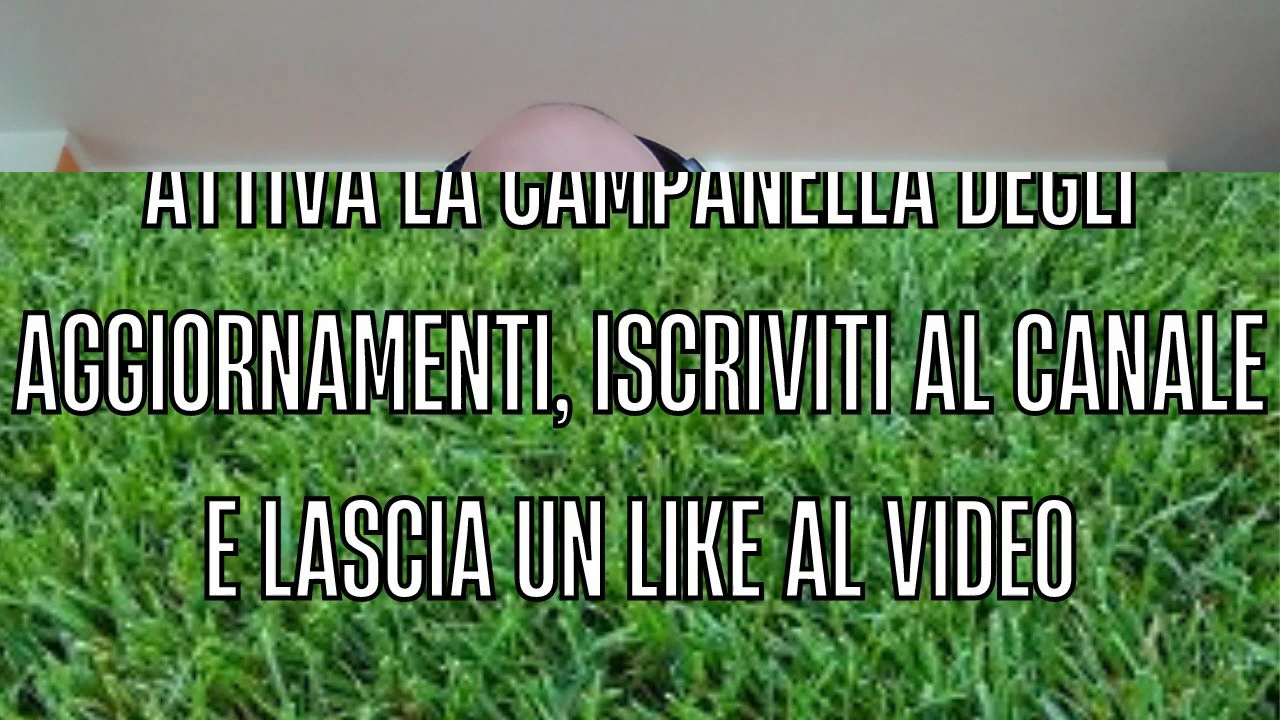 ATTIVA LA CAMPANELLA DEGLI
AGGIORNAMENTI, ISCRIVITI AL CANALE
E LASCIA UN LIKE AL VIDEO